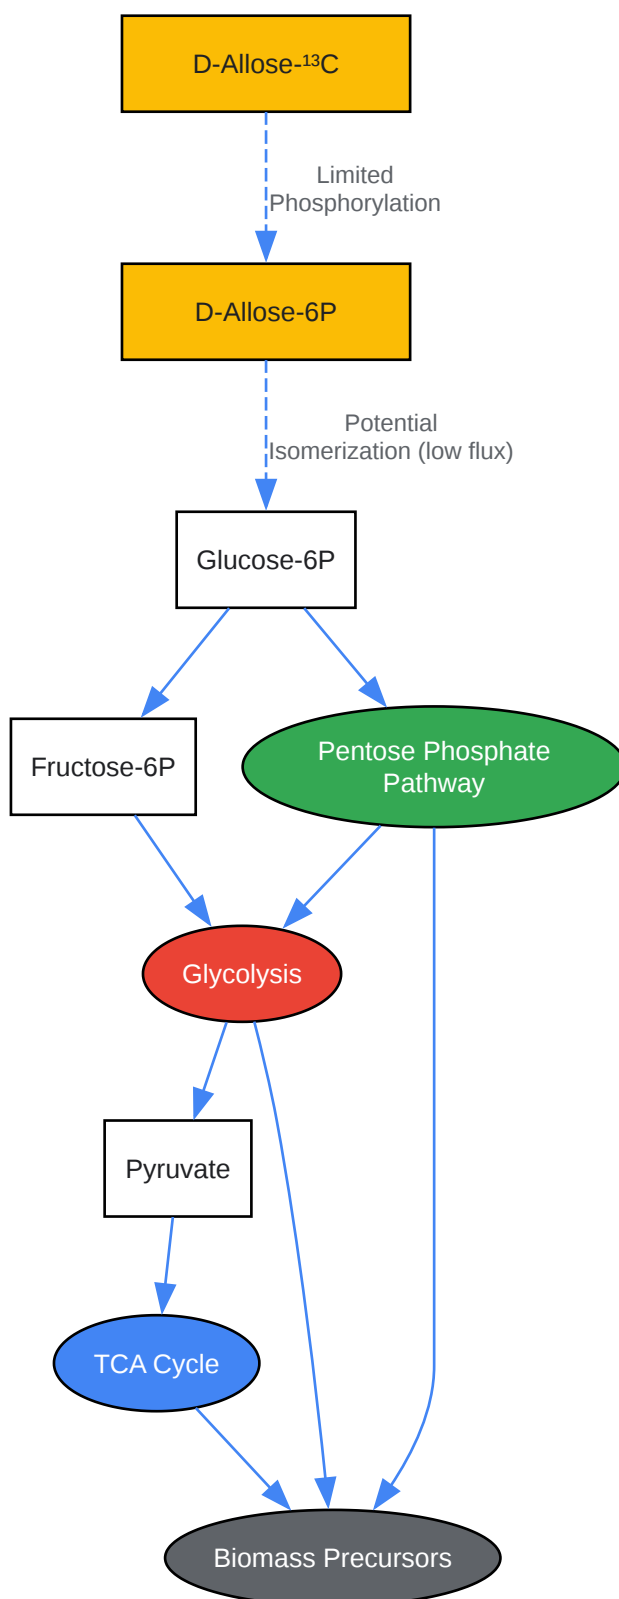 D-Allose-¹³C
Limited
Phosphorylation
D-Allose-6P
Potential
Isomerization (low flux)
Glucose-6P
Fructose-6P
Pentose Phosphate
Pathway
Glycolysis
Pyruvate
TCA Cycle
Biomass Precursors